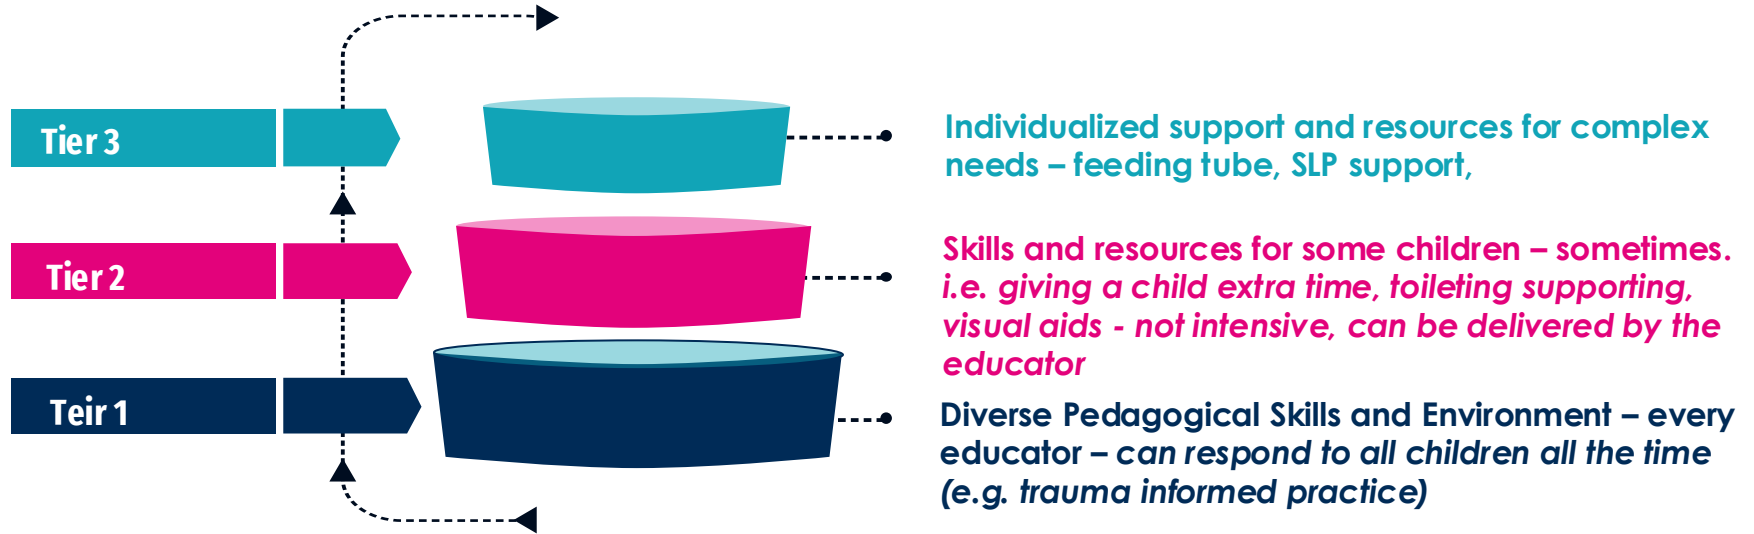 Tier 3
Individualized support and resources for complex
needs – feeding tube, SLP support,
Tier 2
Skills and resources for some children – sometimes.
i.e. giving a child extra time, toileting supporting,
visual aids - not intensive, can be delivered by the
educator
Teir 1
Diverse Pedagogical Skills and Environment – every
educator – can respond to all children all the time
(e.g. trauma informed practice)